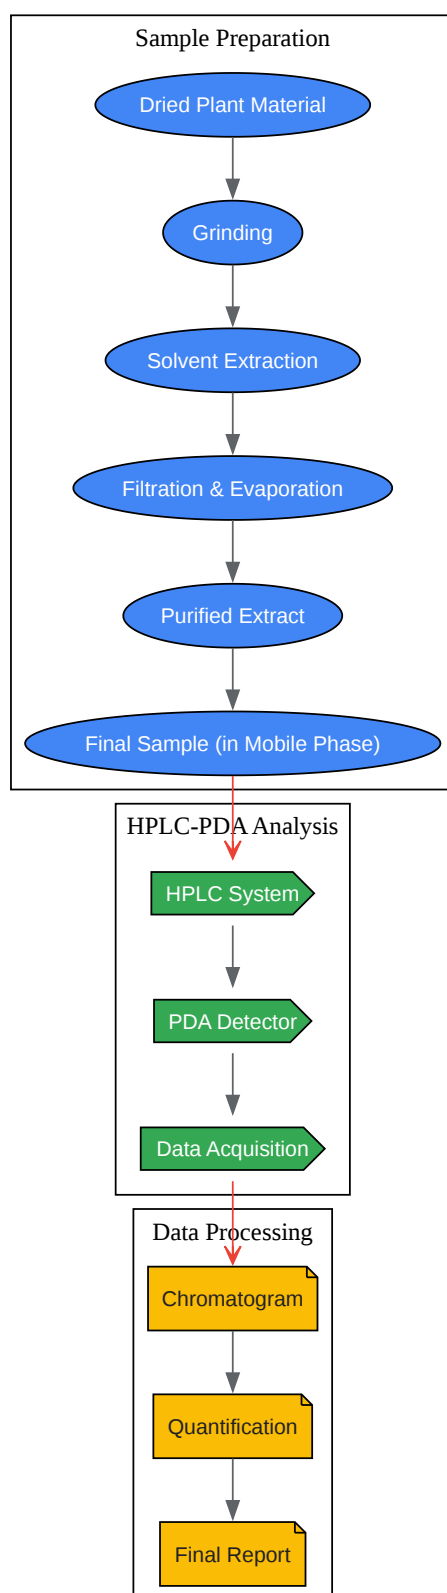 Sample Preparation
Dried Plant Material
Grinding
Solvent Extraction
Filtration & Evaporation
Purified Extract
Final Sample (in Mobile Phase)
HPLC-PDA Analysis
HPLC System
PDA Detector
Data Acquisition
Data Processing
Chromatogram
Quantification
Final Report